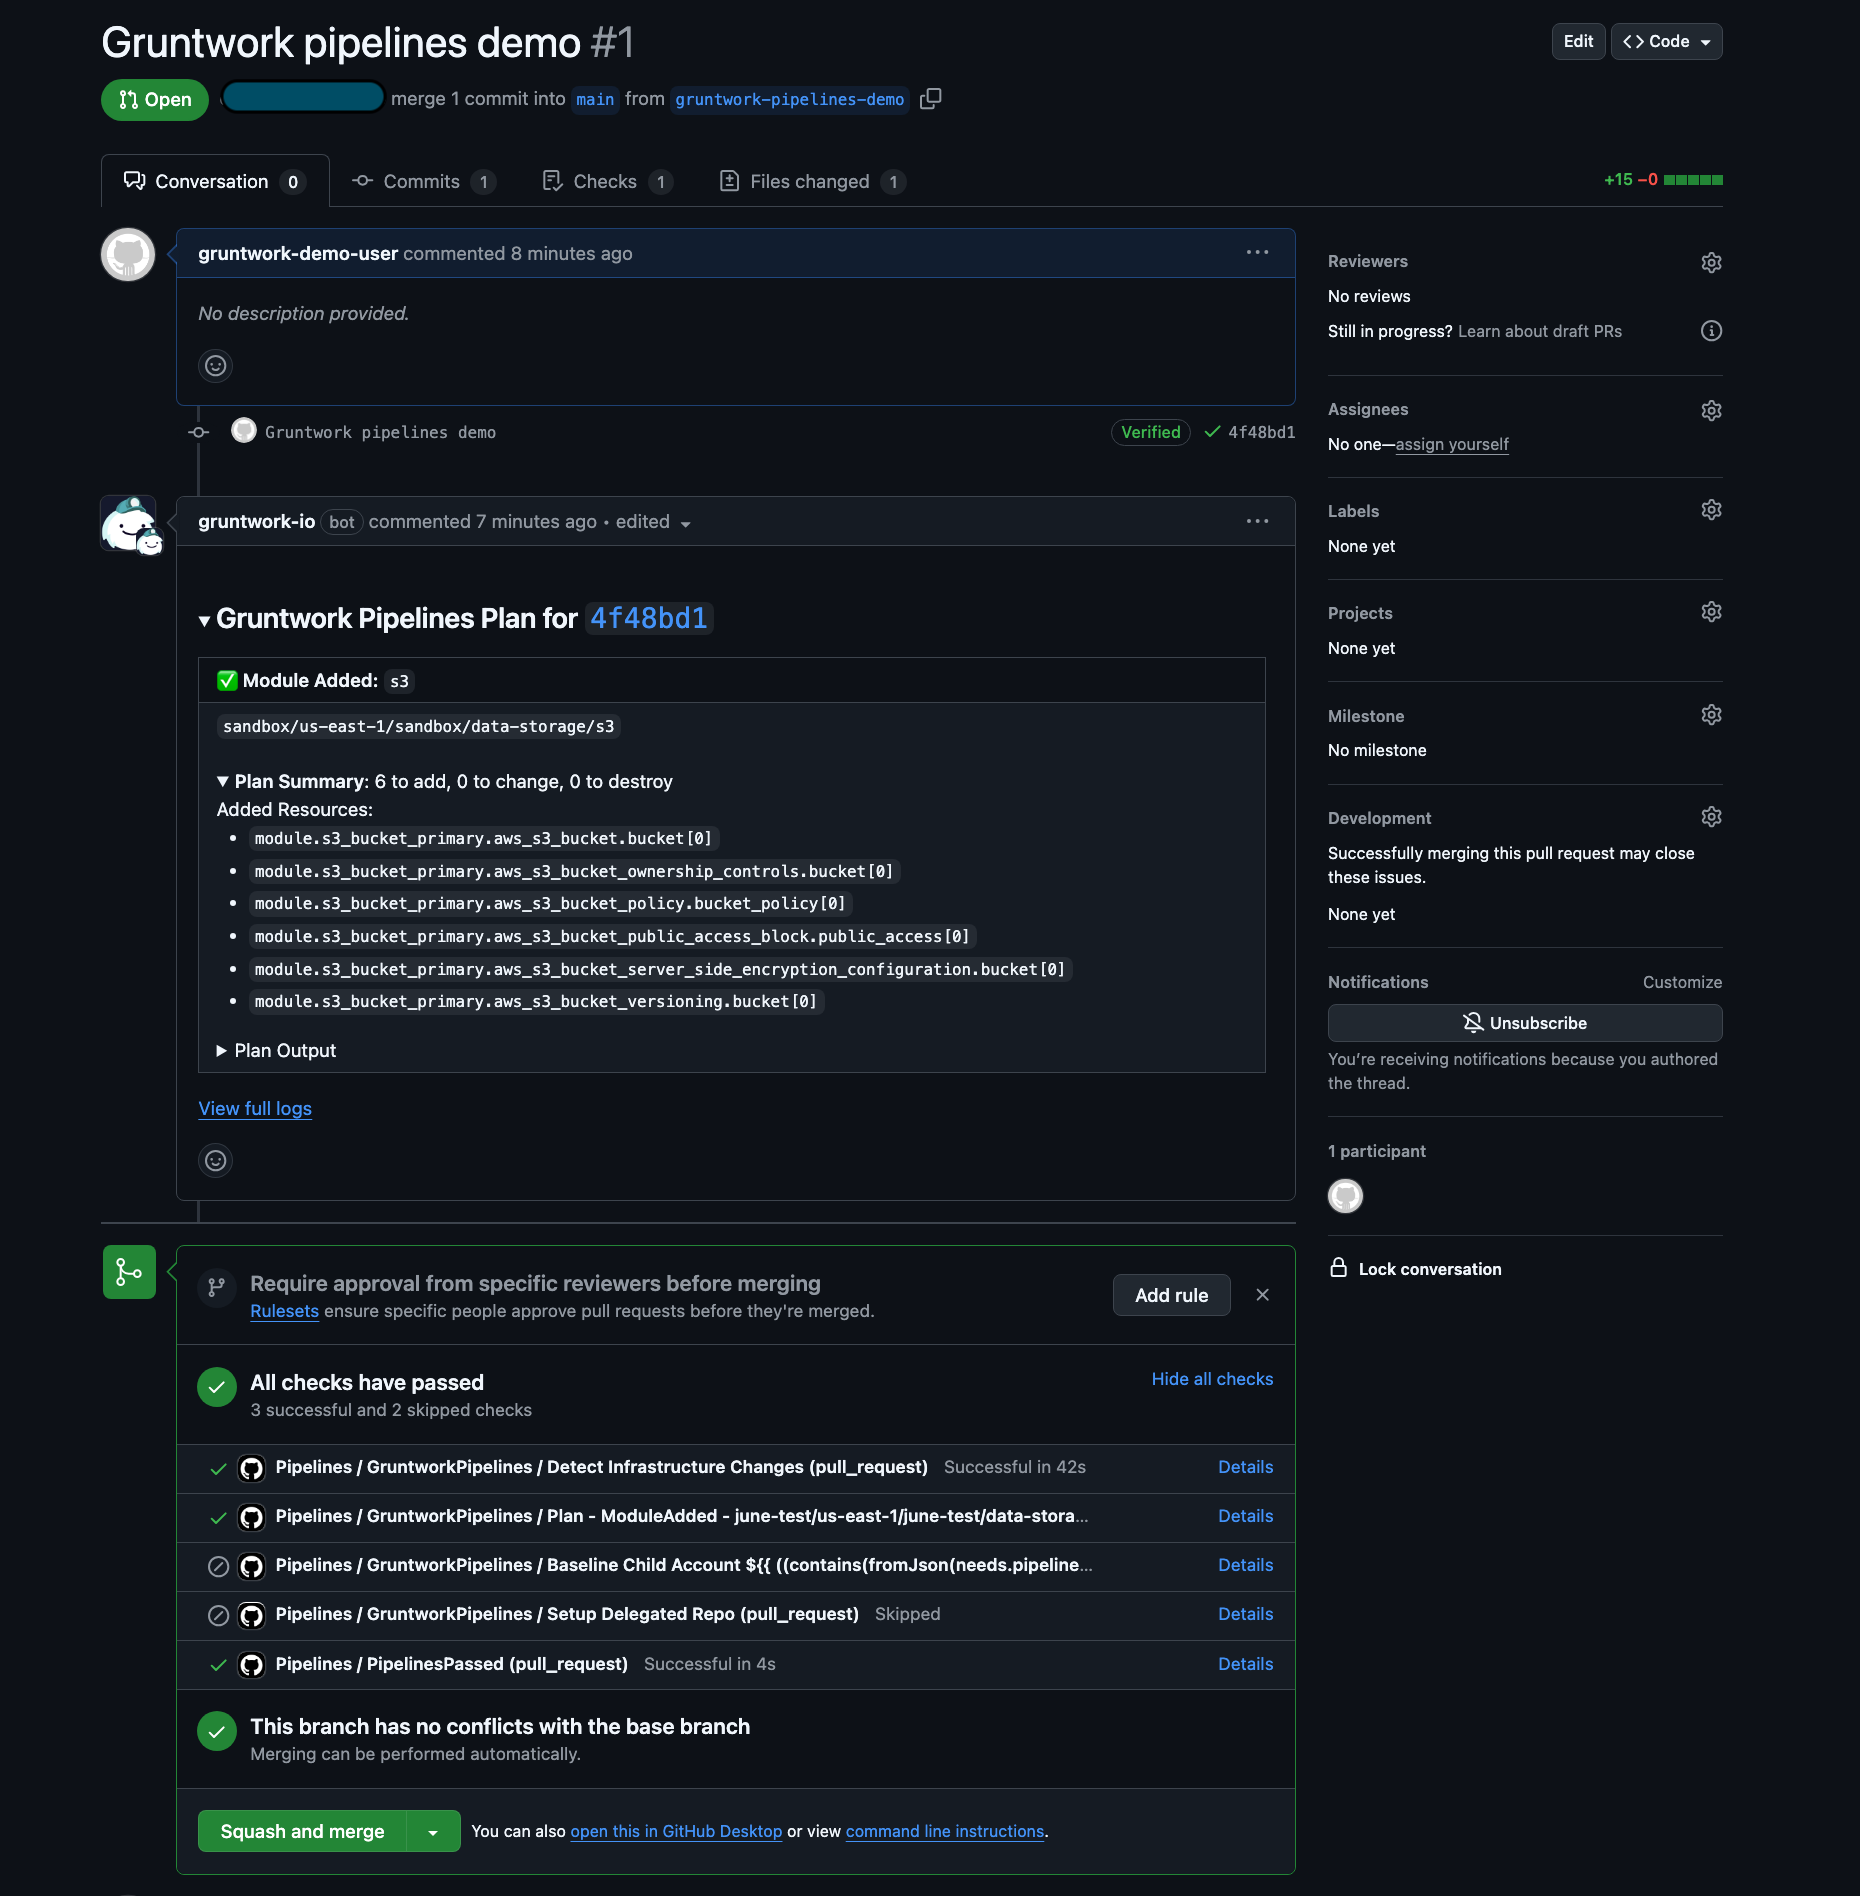 Gruntwork pipelines demo #1
Edit
Code
Open
merge 1 commit into main from gruntwork-pipelines-demo
Conversation 0
Commits 1
Checks 1
Files changed 1
+15 −0
gruntwork-demo-user commented 8 minutes ago
No description provided.
Gruntwork pipelines demo
Verified
4f48bd1
gruntwork-io bot commented 7 minutes ago • edited
Gruntwork Pipelines Plan for 4f48bd1
✅ Module Added: s3
sandbox/us-east-1/sandbox/data-storage/s3
Plan Summary: 6 to add, 0 to change, 0 to destroy
Added Resources:
• module.s3_bucket_primary.aws_s3_bucket.bucket[0]
• module.s3_bucket_primary.aws_s3_bucket_ownership_controls.bucket[0]
• module.s3_bucket_primary.aws_s3_bucket_policy.bucket_policy[0]
• module.s3_bucket_primary.aws_s3_bucket_public_access_block.public_access[0]
• module.s3_bucket_primary.aws_s3_bucket_server_side_encryption_configuration.bucket[0]
• module.s3_bucket_primary.aws_s3_bucket_versioning.bucket[0]
Plan Output
View full logs
Require approval from specific reviewers before merging
Rulesets ensure specific people approve pull requests before they're merged.
Add rule
All checks have passed
3 successful and 2 skipped checks
Hide all checks
Pipelines / GruntworkPipelines / Detect Infrastructure Changes (pull_request) Successful in 42s Details
Pipelines / GruntworkPipelines / Plan - ModuleAdded - june-test/us-east-1/june-test/data-stora... Details
Pipelines / GruntworkPipelines / Baseline Child Account ${{ ((contains(fromJson(needs.pipeline... Details
Pipelines / GruntworkPipelines / Setup Delegated Repo (pull_request) Skipped Details
Pipelines / PipelinesPassed (pull_request) Successful in 4s Details
This branch has no conflicts with the base branch
Merging can be performed automatically.
Squash and merge
You can also open this in GitHub Desktop or view command line instructions.
Reviewers
No reviews
Still in progress? Learn about draft PRs
Assignees
No one—assign yourself
Labels
None yet
Projects
None yet
Milestone
No milestone
Development
Successfully merging this pull request may close
these issues.
None yet
Notifications
Customize
Unsubscribe
You're receiving notifications because you authored
the thread.
1 participant
Lock conversation